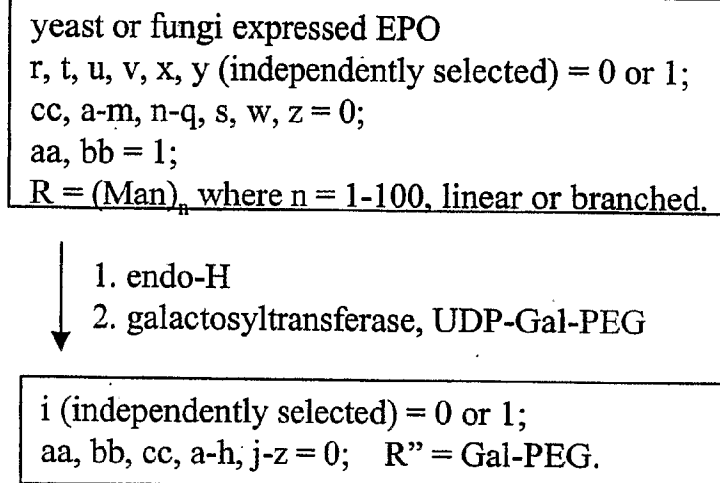 yeast or fungi expressed EPO
r, t, u, v, x, y (independently selected) = 0 or 1;
cc, a-m, n-q, s, w, z = 0;
aa, bb = 1;
R = (Man)n where n = 1-100, linear or branched.
1. endo-H
2. galactosyltransferase, UDP-Gal-PEG
i (independently selected) = 0 or 1;
aa, bb, cc, a-h, j-z = 0; R” = Gal-PEG.